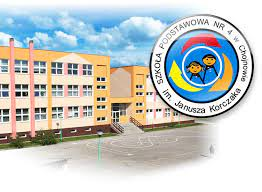 SZKOŁA PODSTAWOWA NR 4 w Chojnowie
im. Janusza Korczaka